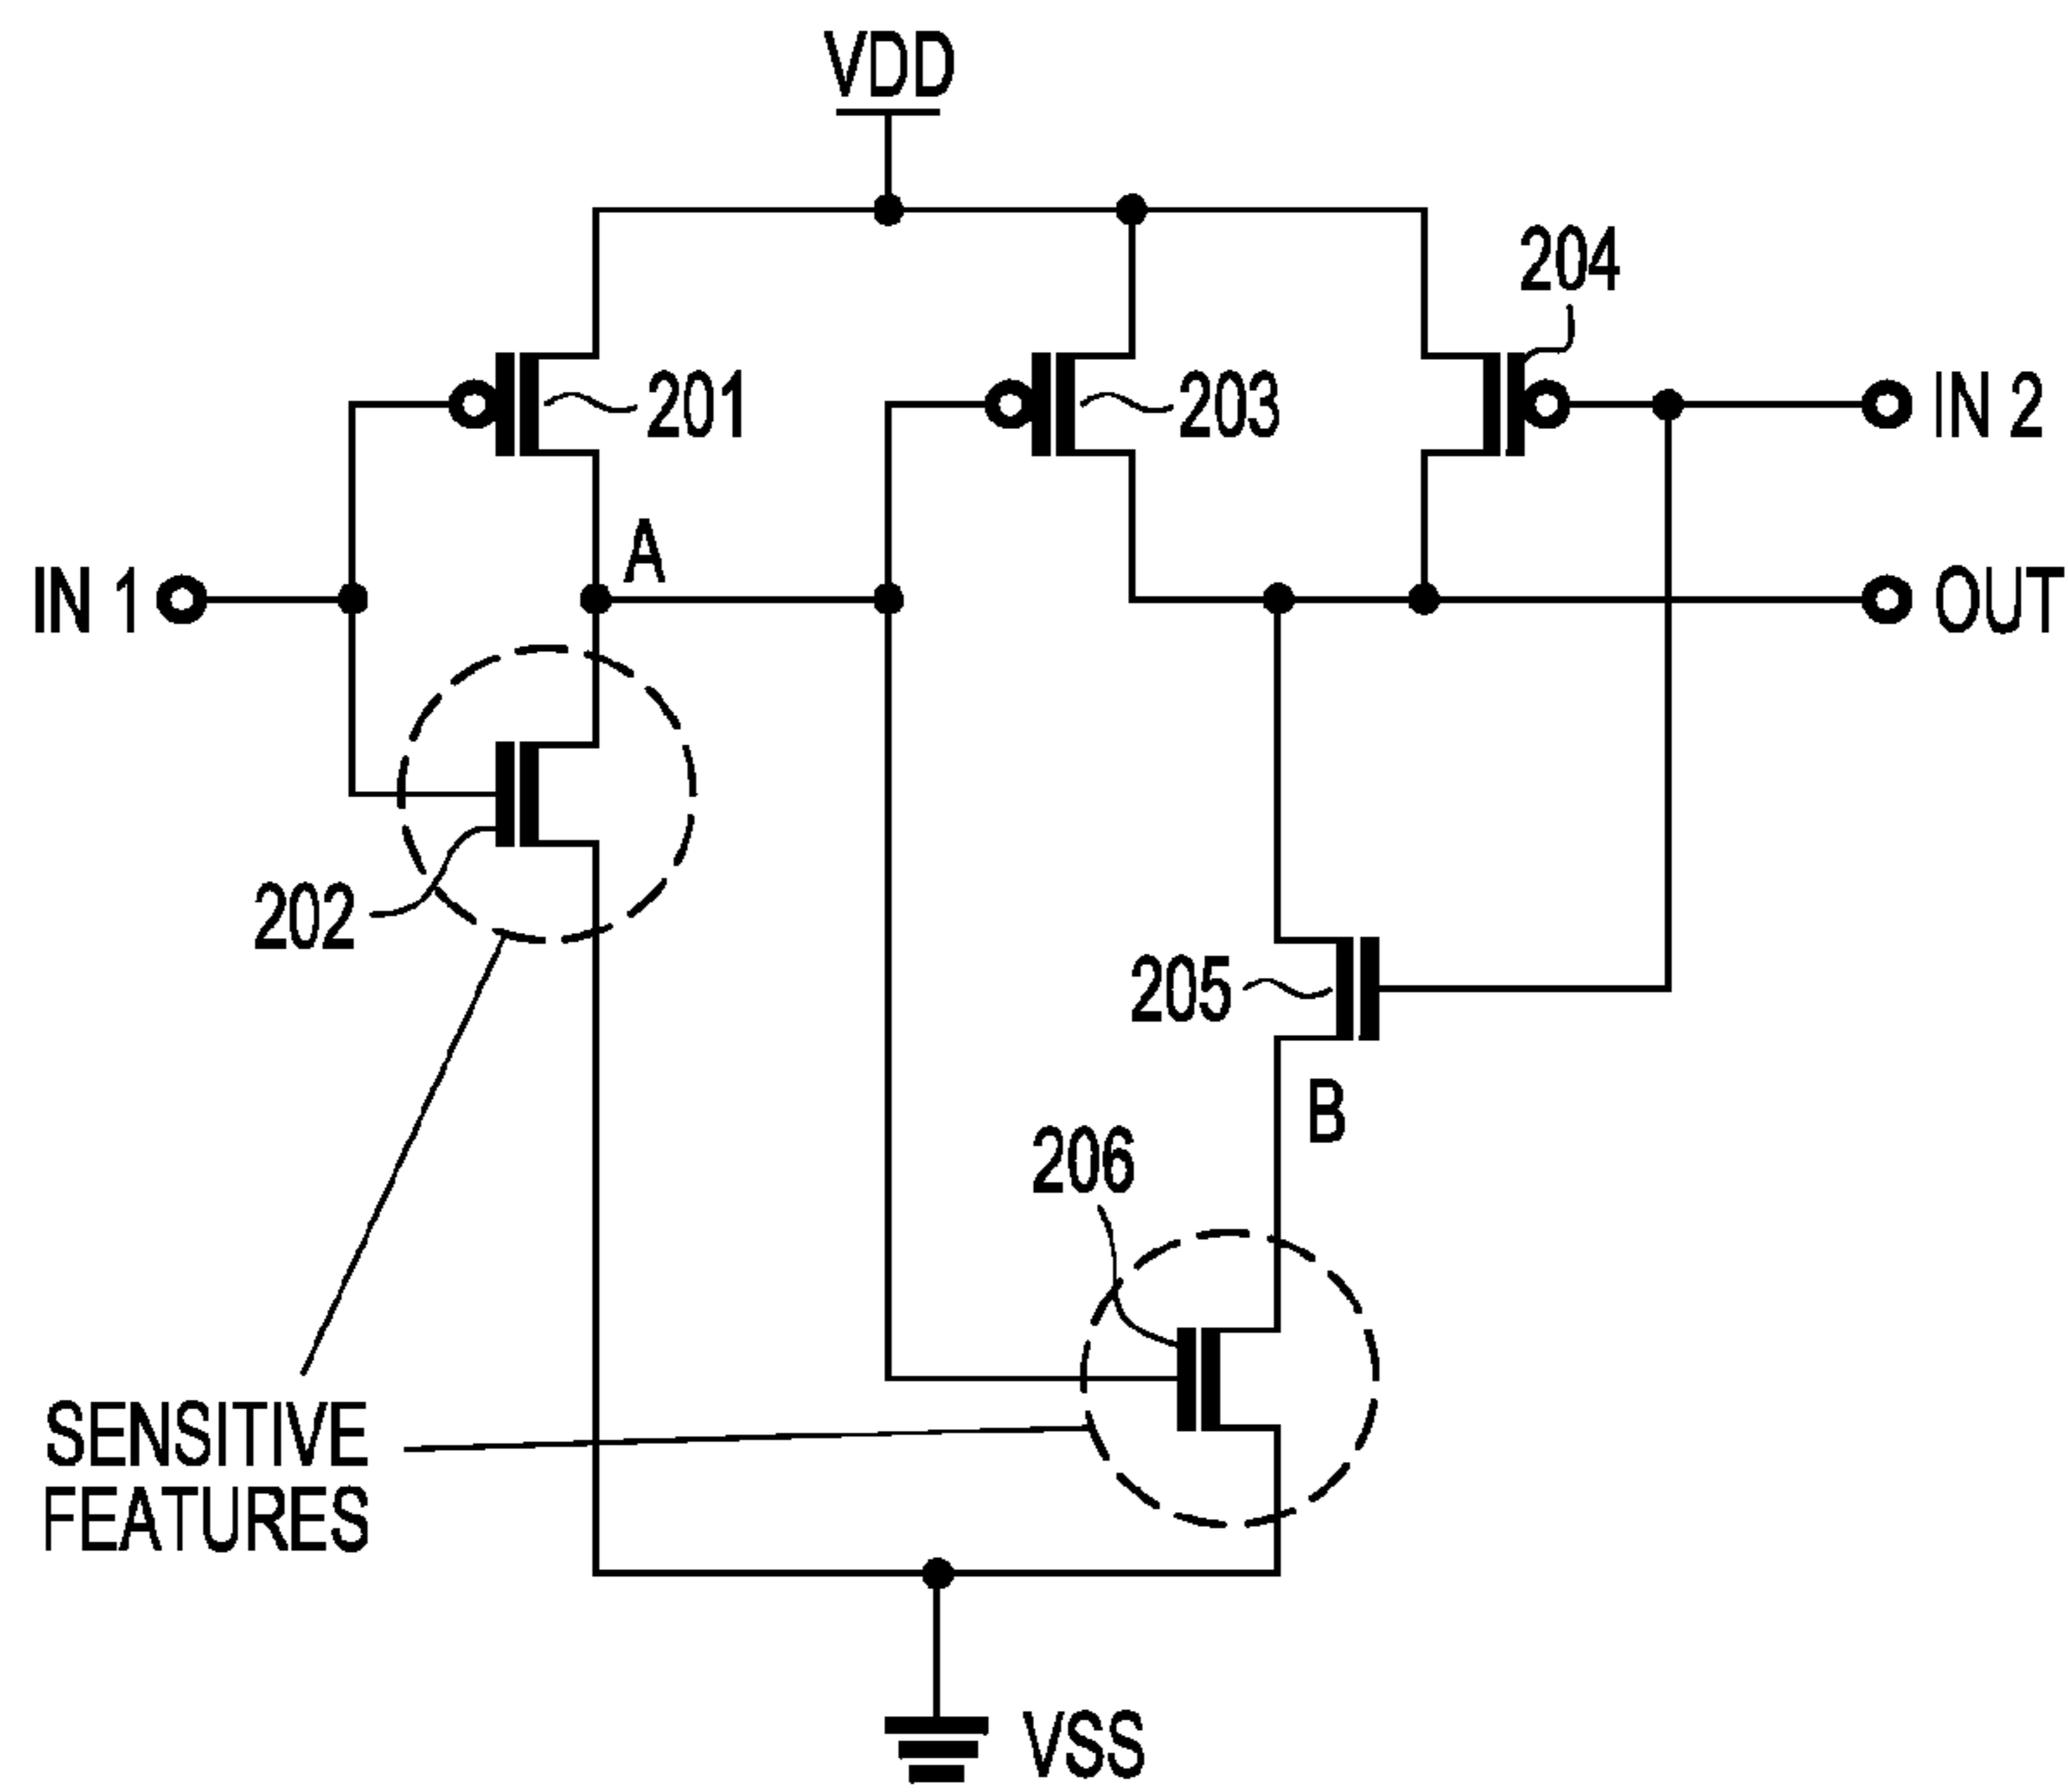 VDD
204
201
203
IN 2
A
IN 1
OUT
202
205
B
206
SENSITIVE
FEATURES
VSS